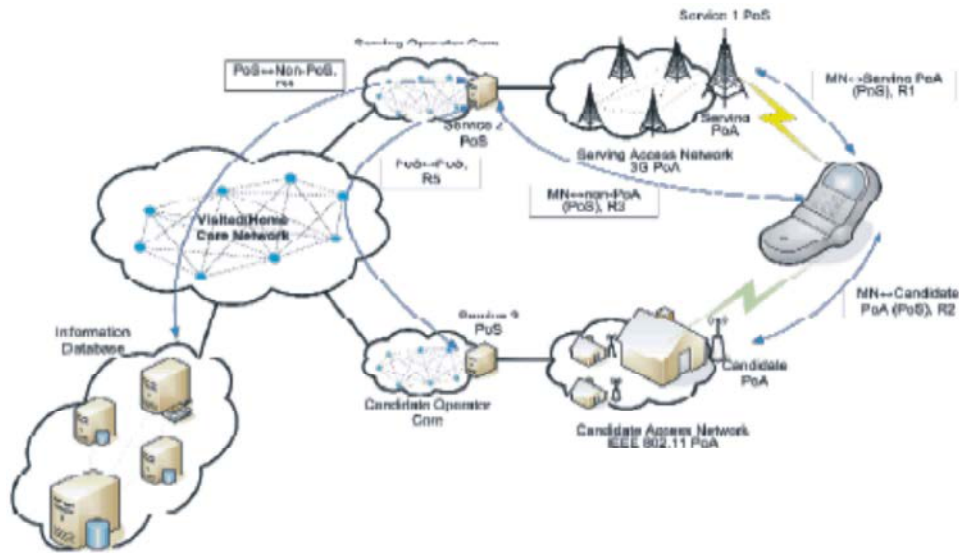 Service 1 PoS
Serving Operator Core
PoS↔Non-PoS,
MN↔Serving PoA
(PoS), R1
Service 2
PoS
Serving
PoA
PoS↔PoS,
R5
Serving Access Network
3G PoA
MN↔non-PoA
(PoS), R3
Visited/Home
Core Network
MN↔Candidate
PoA (PoS), R2
Information
Database
PoS
Candidate
PoA
Candidate Operator
Core
Candidate Access Network
IEEE 802.11 PoA